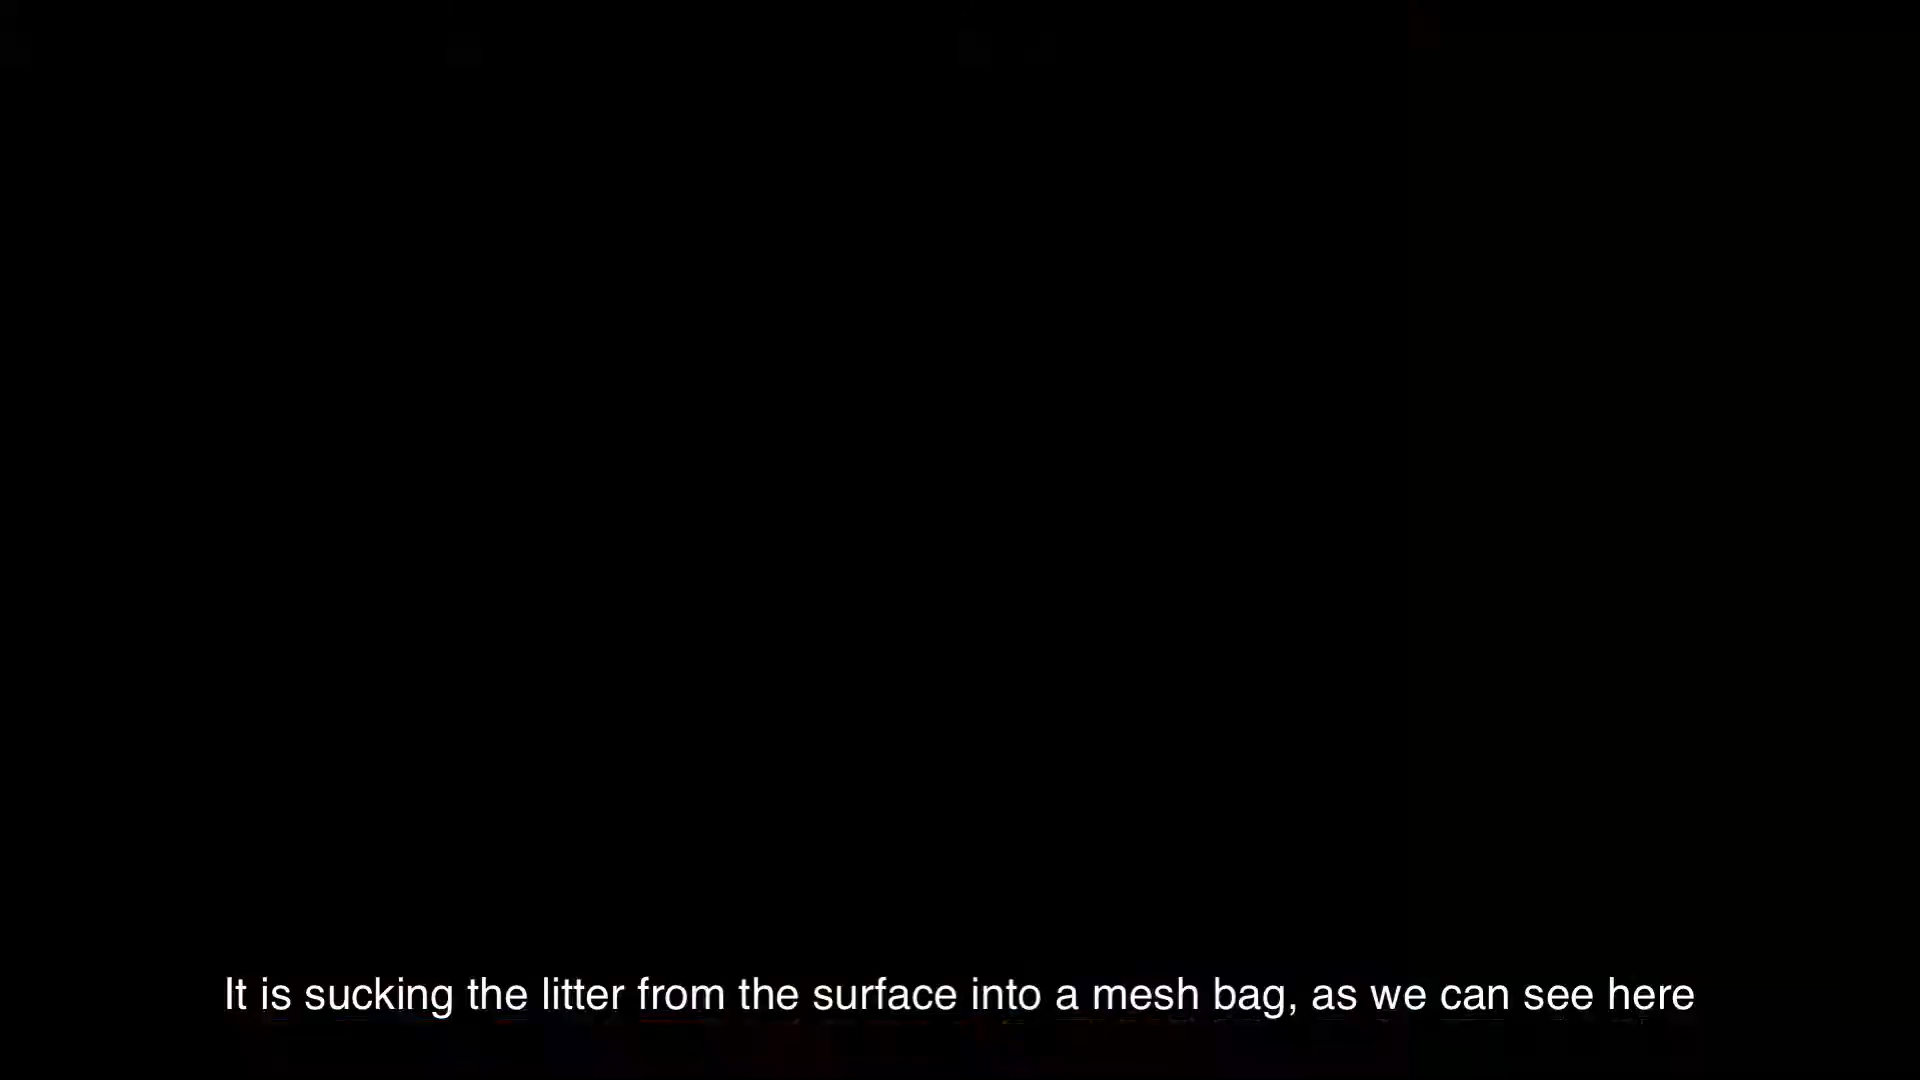 It is sucking the litter from the surface into a mesh bag, as we can see here